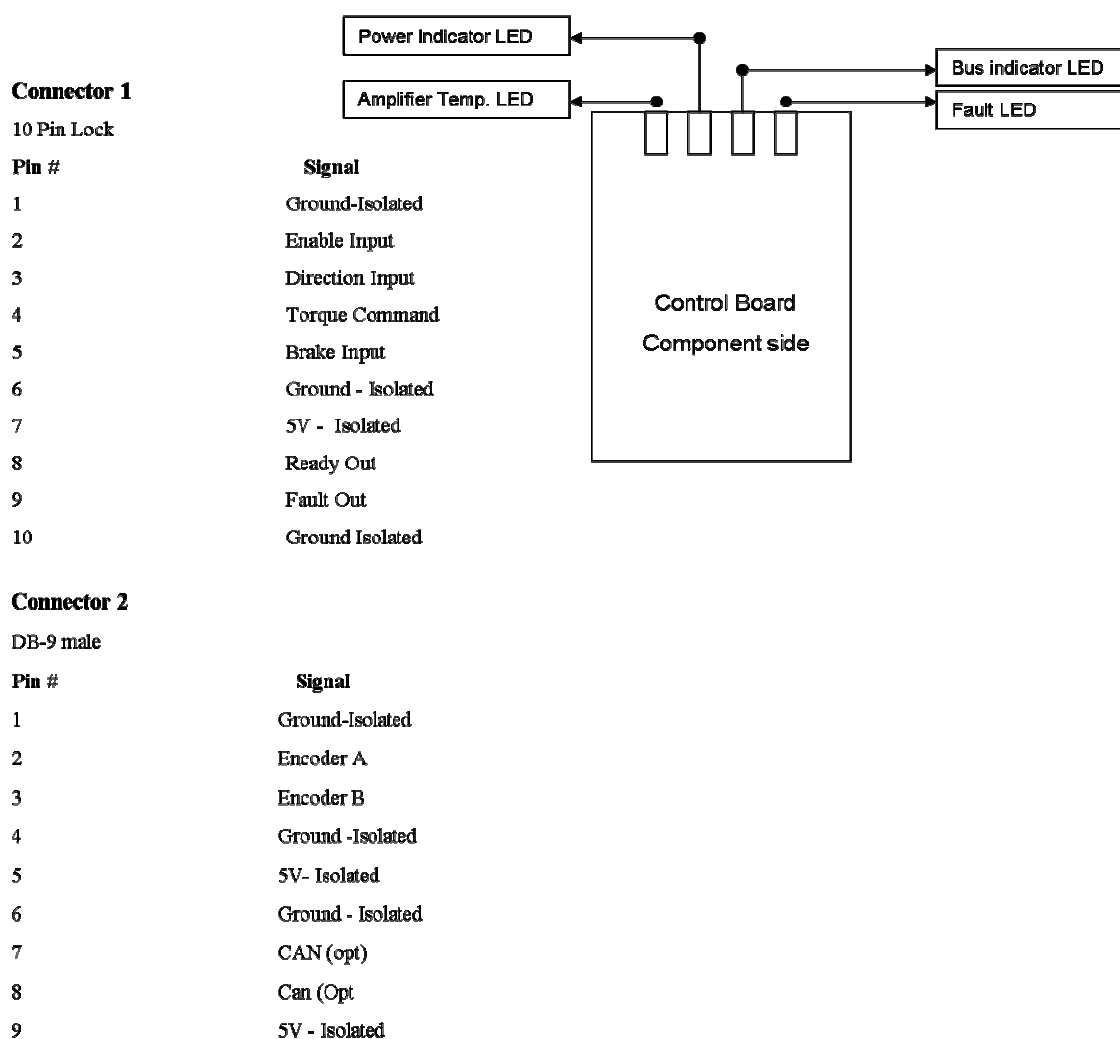 Power Indicator LED
Bus indicator LED
Amplifier Temp. LED
Fault LED
Control Board
Component side
Connector 1
10 Pin Lock
Pin # Signal
1 Ground-Isolated
2 Enable Input
3 Direction Input
4 Torque Command
5 Brake Input
6 Ground - Isolated
7 5V - Isolated
8 Ready Out
9 Fault Out
10 Ground Isolated
Connector 2
DB-9 male
Pin # Signal
1 Ground-Isolated
2 Encoder A
3 Encoder B
4 Ground -Isolated
5 5V- Isolated
6 Ground - Isolated
7 CAN (opt)
8 Can (Opt
9 5V - Isolated